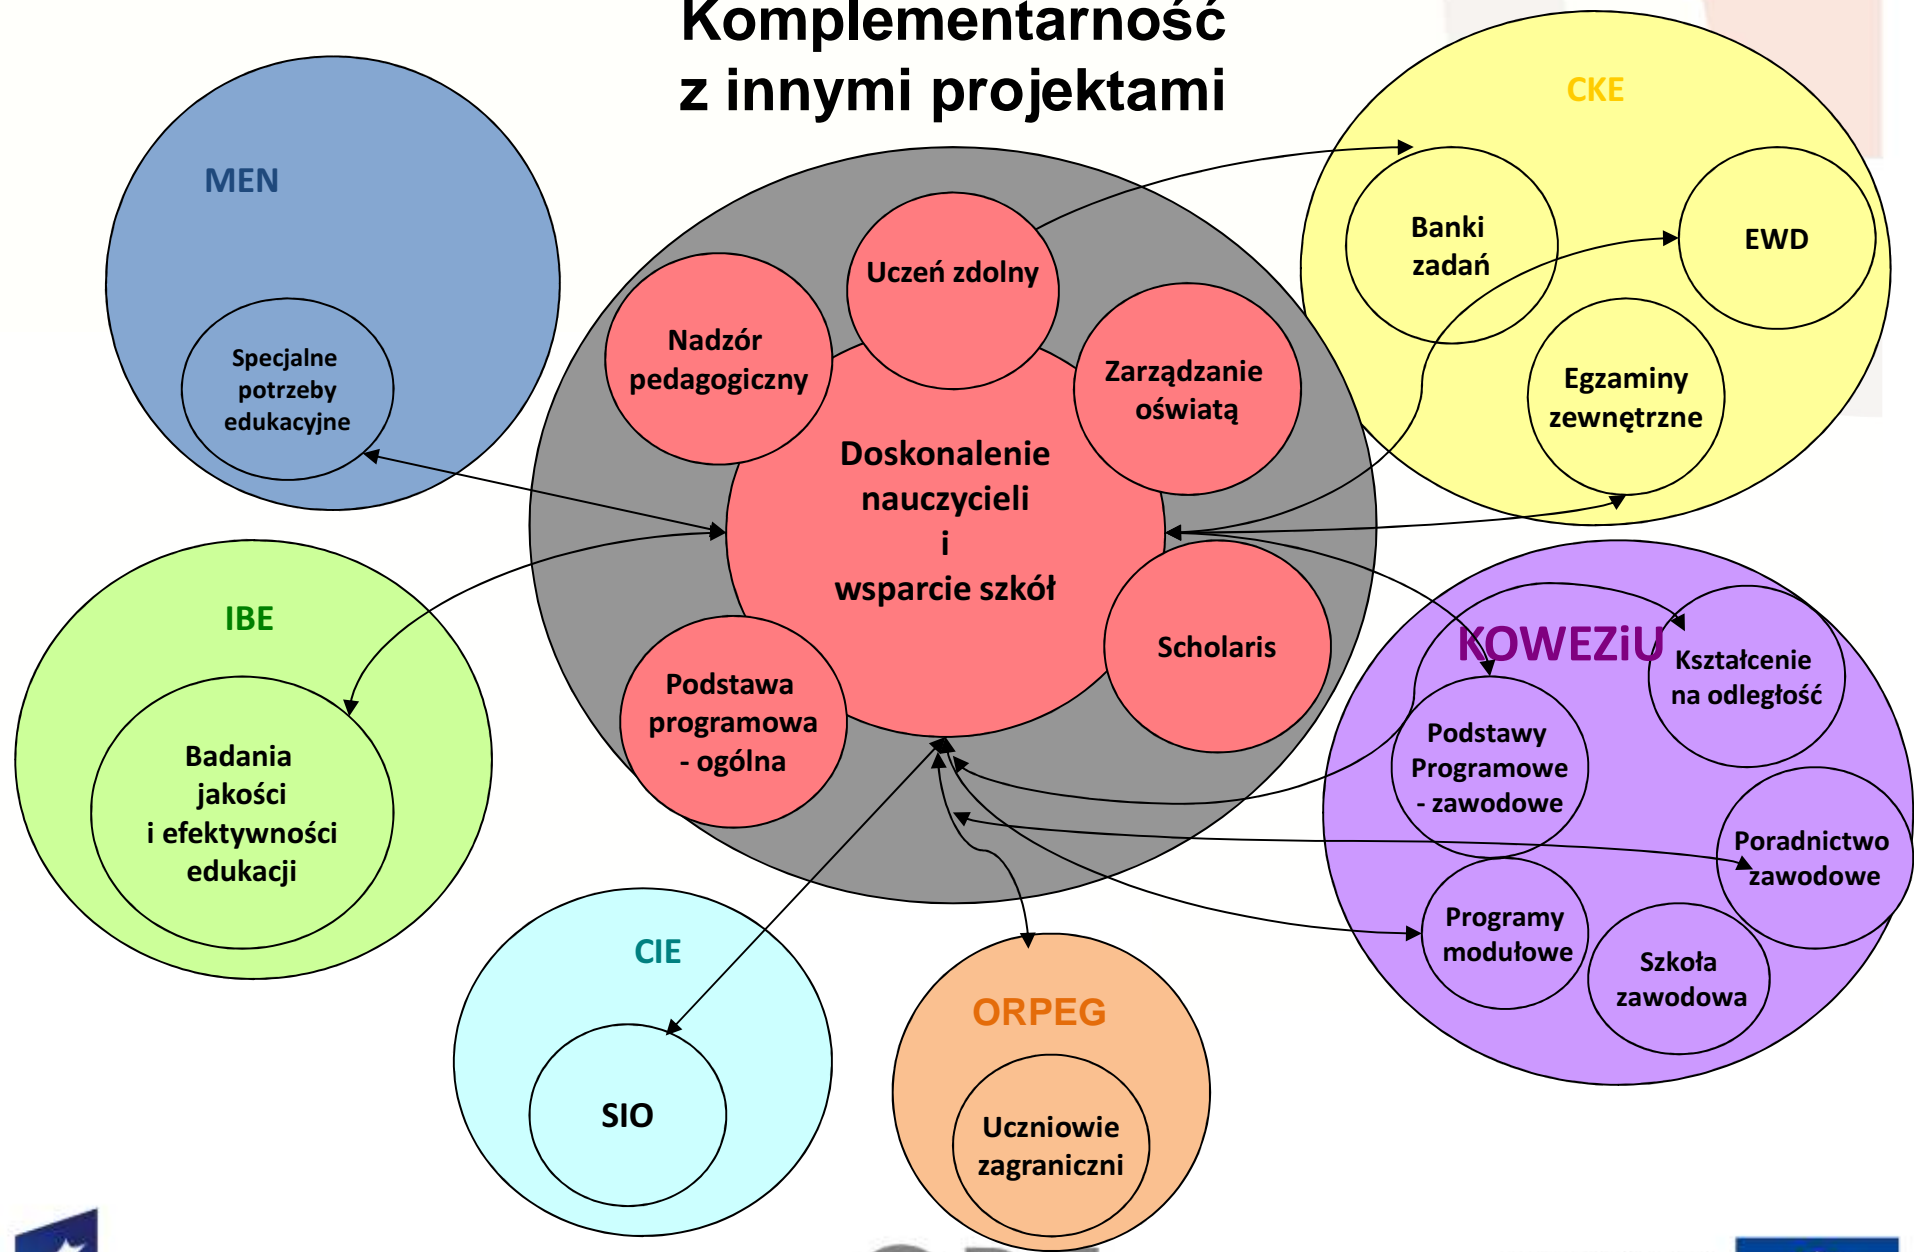 Komplementarność
z innymi projektami
MEN
Specjalne
potrzeby
edukacyjne
Uczeń zdolny
Nadzór
pedagogiczny
Zarządzanie
oświatą
Doskonalenie
nauczycieli
i
wsparcie szkół
Scholaris
Podstawa
programowa
- ogólna
CKE
Banki
zadań
EWD
Egzaminy
zewnętrzne
IBE
Badania
jakości
i efektywności
edukacji
KOWEZiU
Kształcenie
na odległość
Podstawy
Programowe
- zawodowe
Poradnictwo
zawodowe
Programy
modułowe
Szkoła
zawodowa
CIE
SIO
ORPEG
Uczniowie
zagraniczni